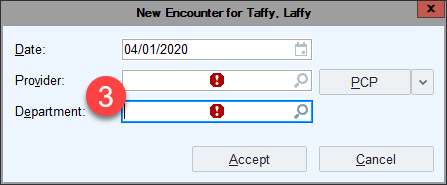 New Encounter for Taffy, Laffy
Date: 04/01/2020
Provider: PCP
3
Department:
Accept Cancel